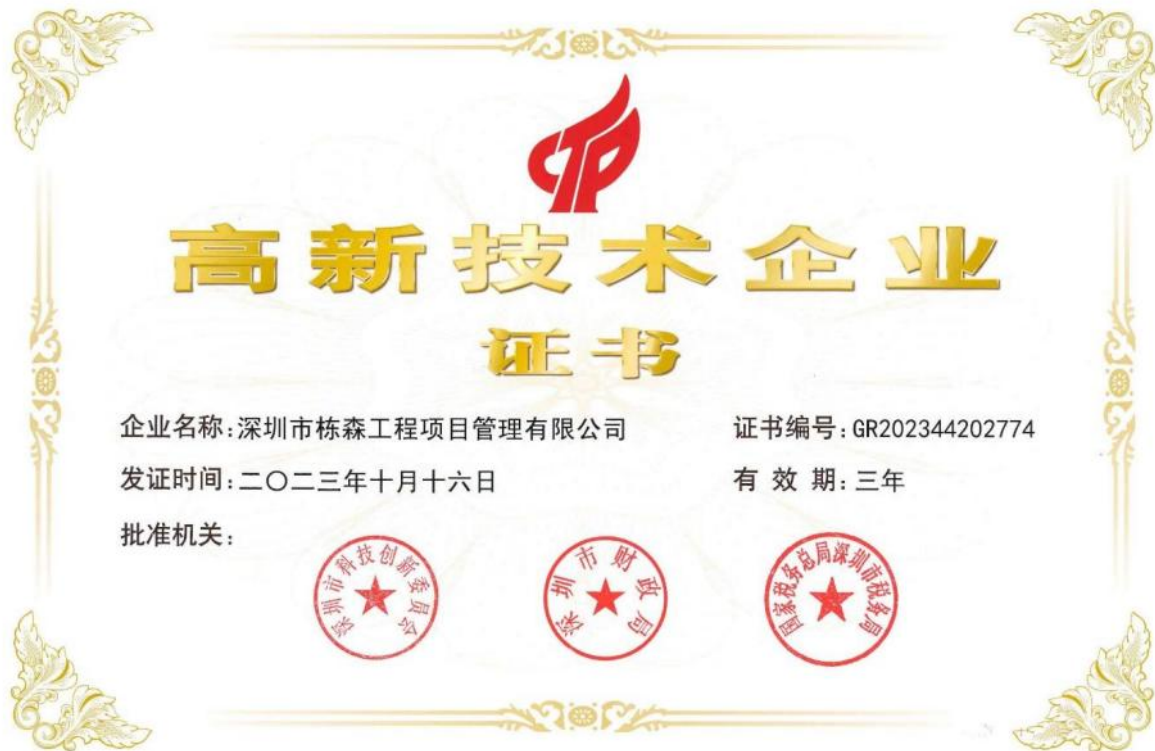 高新技术企业
证书
企业名称:深圳市栋森工程项目管理有限公司
证书编号:GR202344202774
发证时间:二〇二三年十月十六日
有 效 期:三年
批准机关:
深圳市科技创新委员会
深圳市财政局
国家税务总局深圳市税务局